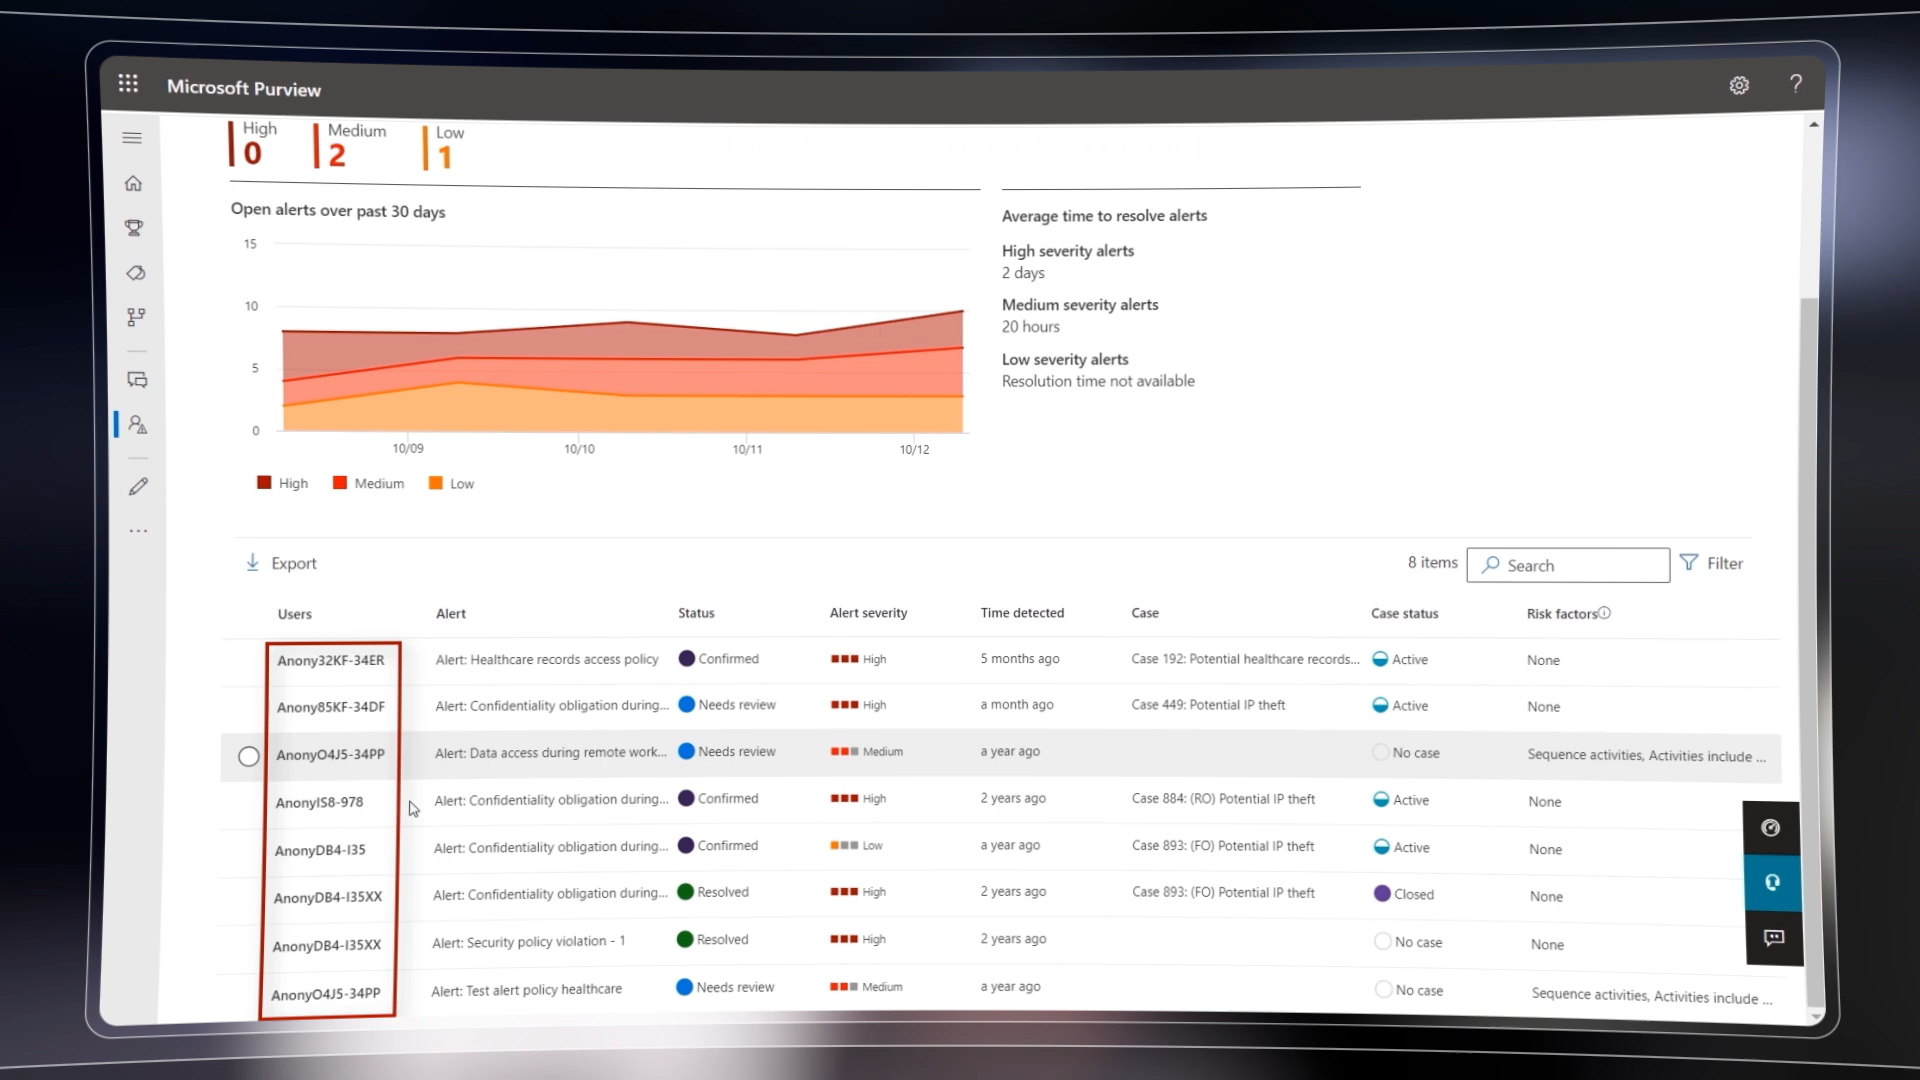 Microsoft Purview
?
High Medium Low
0 2 1
Open alerts over past 30 days
15
10
5
0
10/09 10/10 10/11 10/12
High Medium Low
Average time to resolve alerts
High severity alerts
2 days
Medium severity alerts
20 hours
Low severity alerts
Resolution time not available
Export 8 items Search Filter
Users Alert Status Alert severity Time detected Case Case status Risk factors
Anony32KF-34ER Alert: Healthcare records access policy Confirmed High 5 months ago Case 192: Potential healthcare records... Active None
Anony85KF-34DF Alert: Confidentiality obligation during... Needs review High a month ago Case 449: Potential IP theft Active None
AnonyO4J5-34PP Alert: Data access during remote work... Needs review Medium a year ago No case Sequence activities, Activities include ...
AnonyIS8-978 Alert: Confidentiality obligation during... Confirmed High 2 years ago Case 884: (RO) Potential IP theft Active None
AnonyDB4-I35 Alert: Confidentiality obligation during... Confirmed Low a year ago Case 893: (FO) Potential IP theft Active None
AnonyDB4-I35XX Alert: Confidentiality obligation during... Resolved High 2 years ago Case 893: (FO) Potential IP theft Closed None
AnonyDB4-I35XX Alert: Security policy violation - 1 Resolved High 2 years ago No case None
AnonyO4J5-34PP Alert: Test alert policy healthcare Needs review Medium a year ago No case Sequence activities, Activities include ...